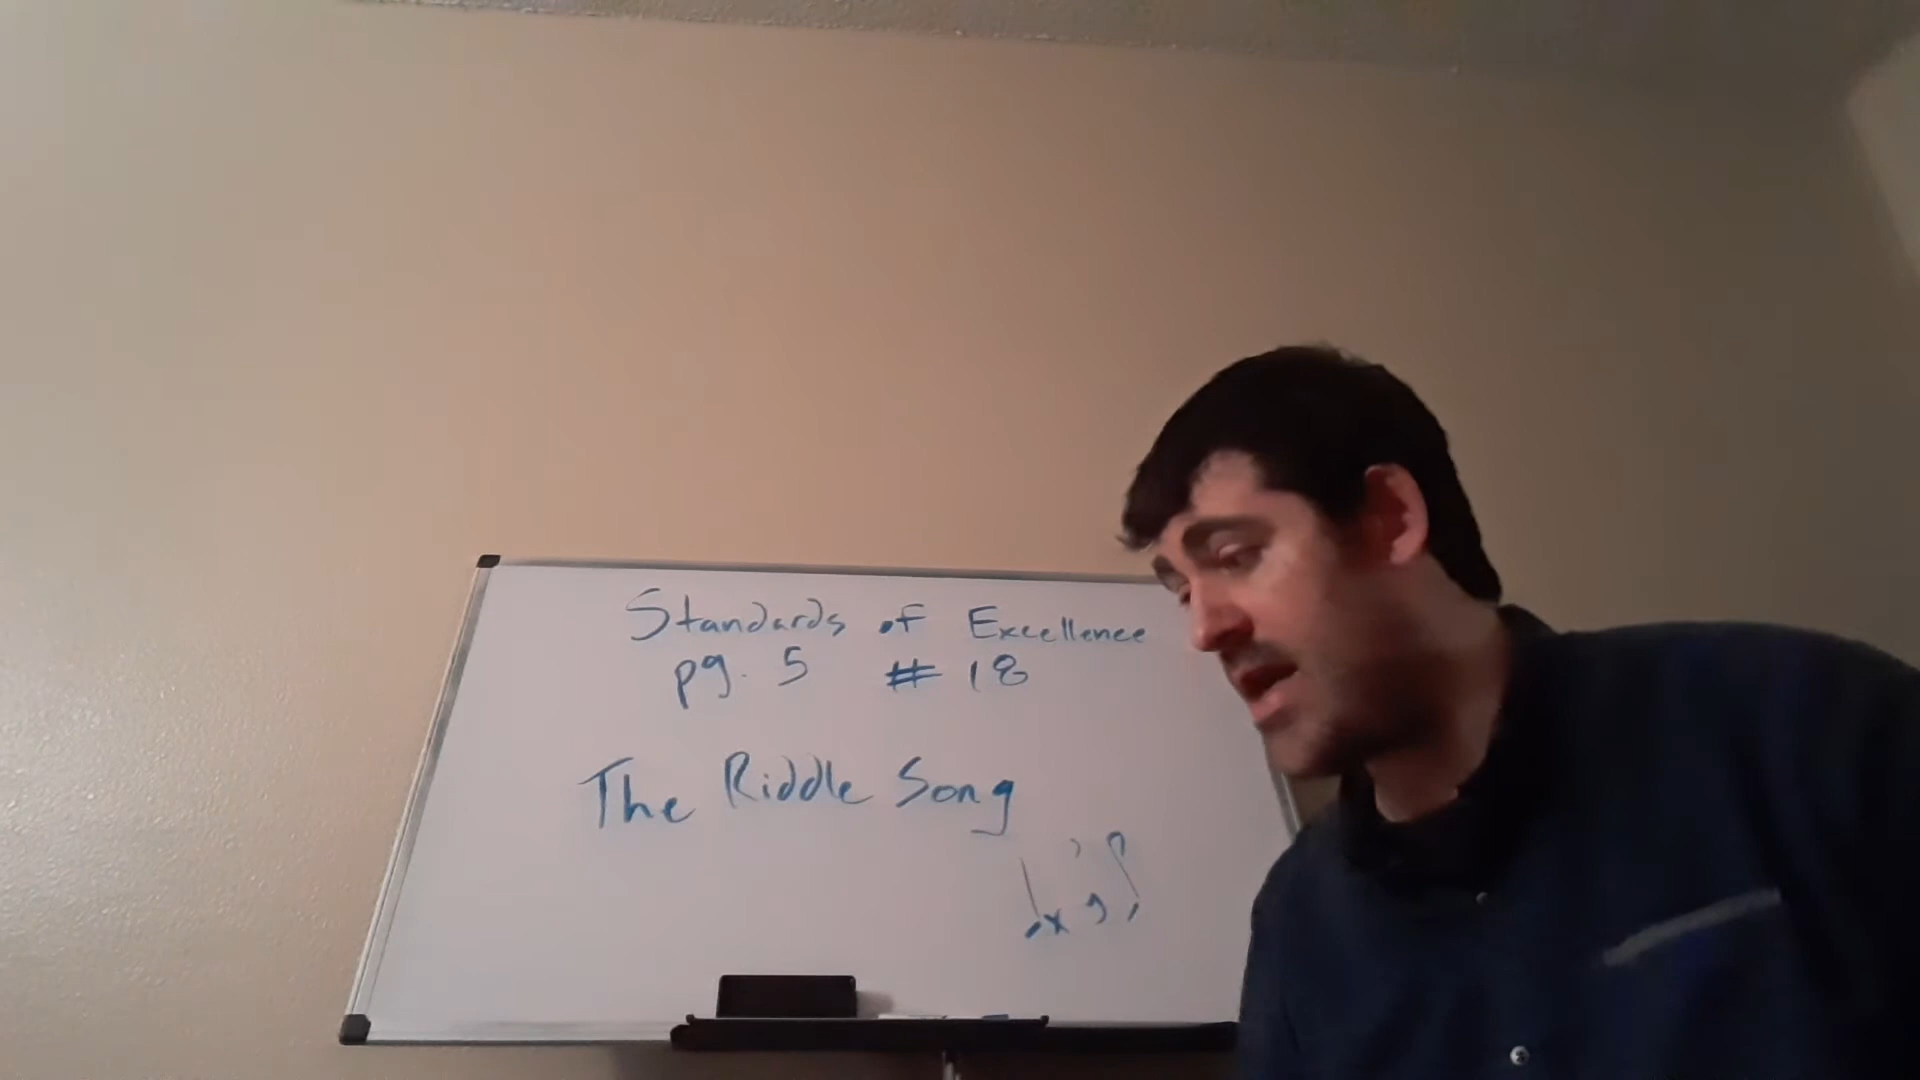 Standards of Excellence
pg. 5 # 18
The Riddle Song